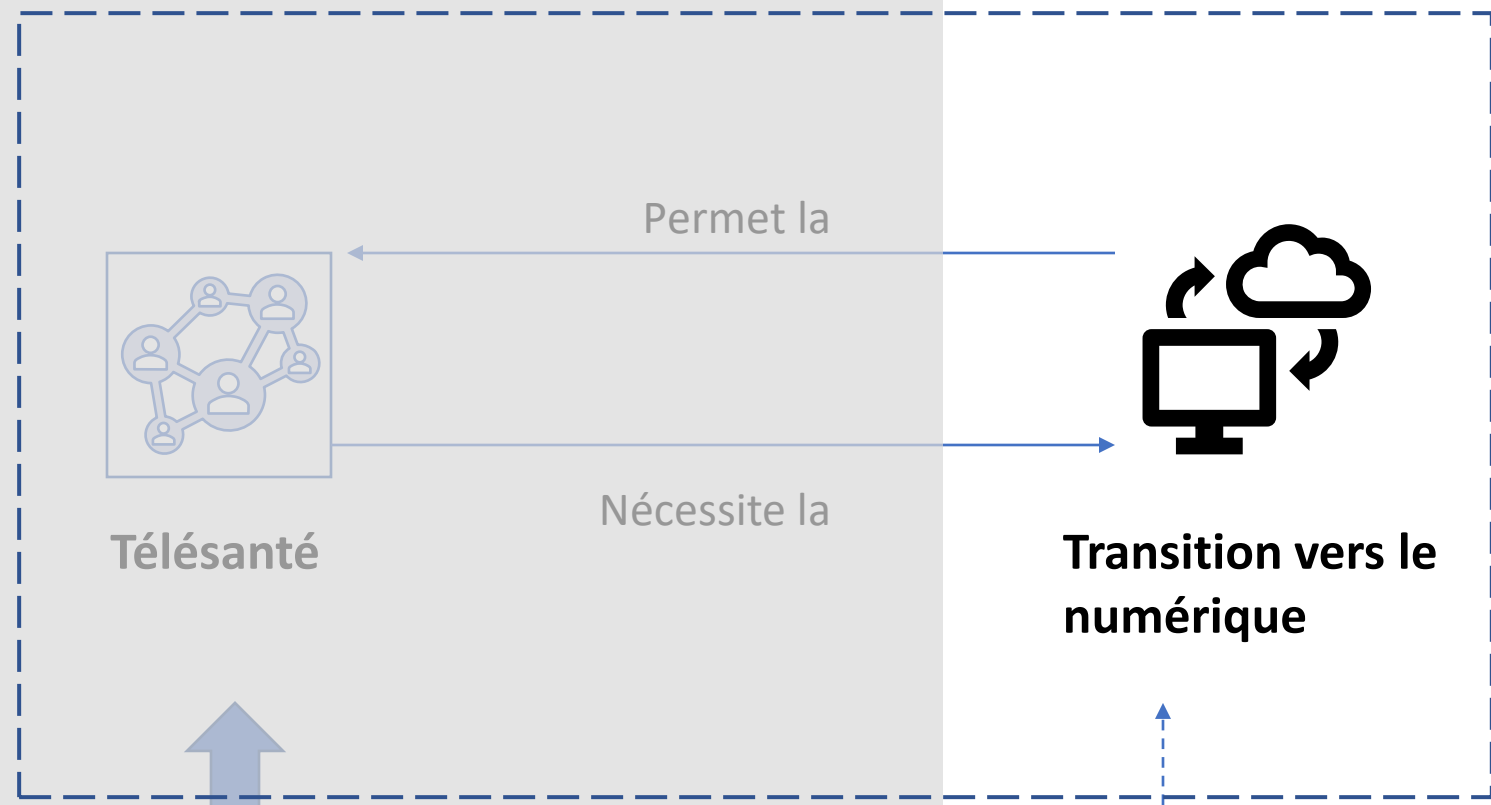 Permet la
Nécessite la
Télésanté
Transition vers le
numérique